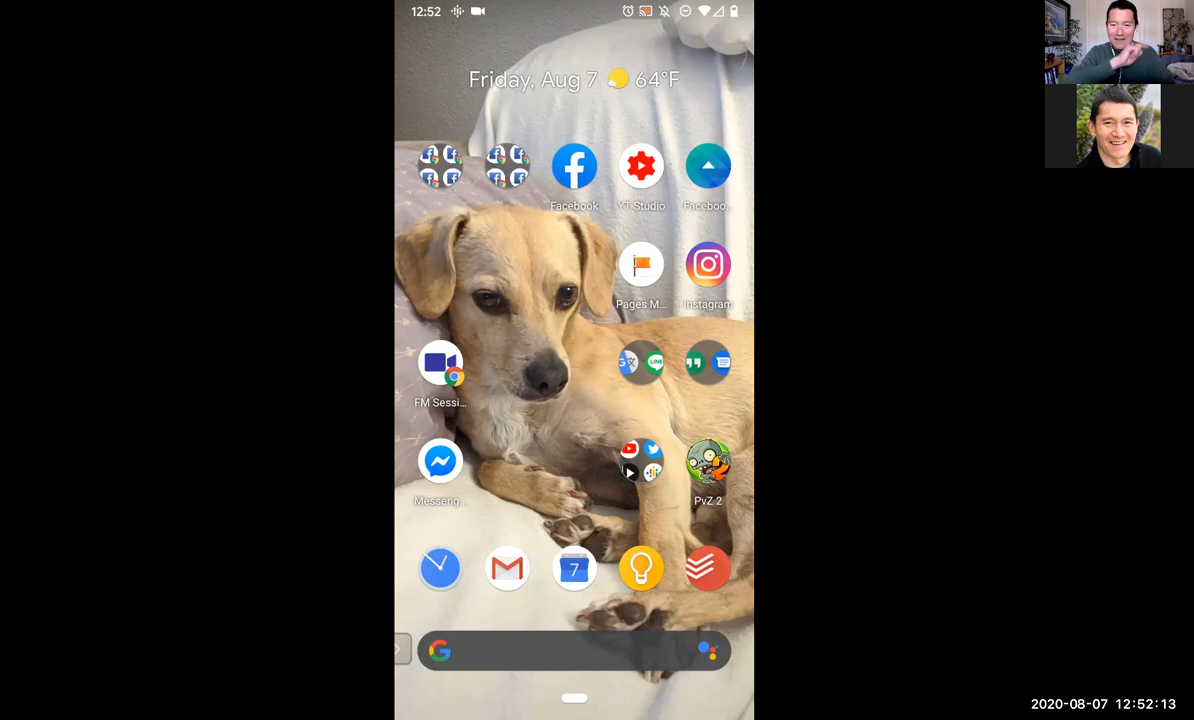 12:52
Friday, Aug 7 64°F
Facebook YT Studio Faceboo...
Pages M... Instagram
LINE
FM Sessi...
Messeng... PvZ 2
7
2020-08-07 12:52:13